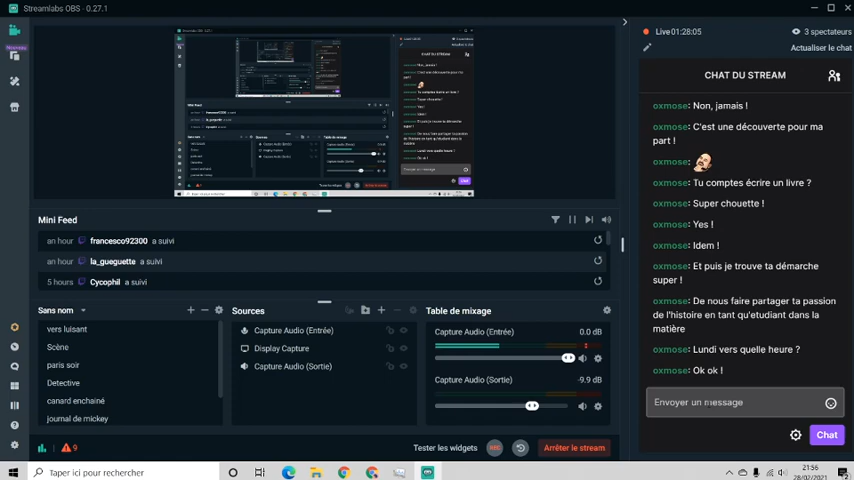 Streamlabs OBS - 0.27.1
Nouveau
Live 01:28:05
3 spectateurs
Actualiser le chat
CHAT DU STREAM
oxmose: Non, jamais !
oxmose: C'est une découverte pour ma
part !
oxmose:
oxmose: Tu comptes écrire un livre ?
oxmose: Super chouette !
oxmose: Yes !
oxmose: Idem !
oxmose: Et puis je trouve ta démarche
super !
oxmose: De nous faire partager ta passion
de l'histoire en tant qu'etudiant dans la
matière
oxmose: Lundi vers quelle heure ?
oxmose: Ok ok !
Envoyer un message
Chat
Mini Feed
an hour francesco92300 a suivi
an hour la_gueguette a suivi
5 hours Cycophil a suivi
Sans nom
vers luisant
Scène
paris soir
Detective
canard enchainé
journal de mickey
Sources
Capture Audio (Entrée)
Display Capture
Capture Audio (Sortie)
Table de mixage
Capture Audio (Entrée) 0.0 dB
Capture Audio (Sortie) -9.9 dB
9
Tester les widgets
REC
Arrêter le stream
Taper ici pour rechercher
21:56
28/02/2021
2